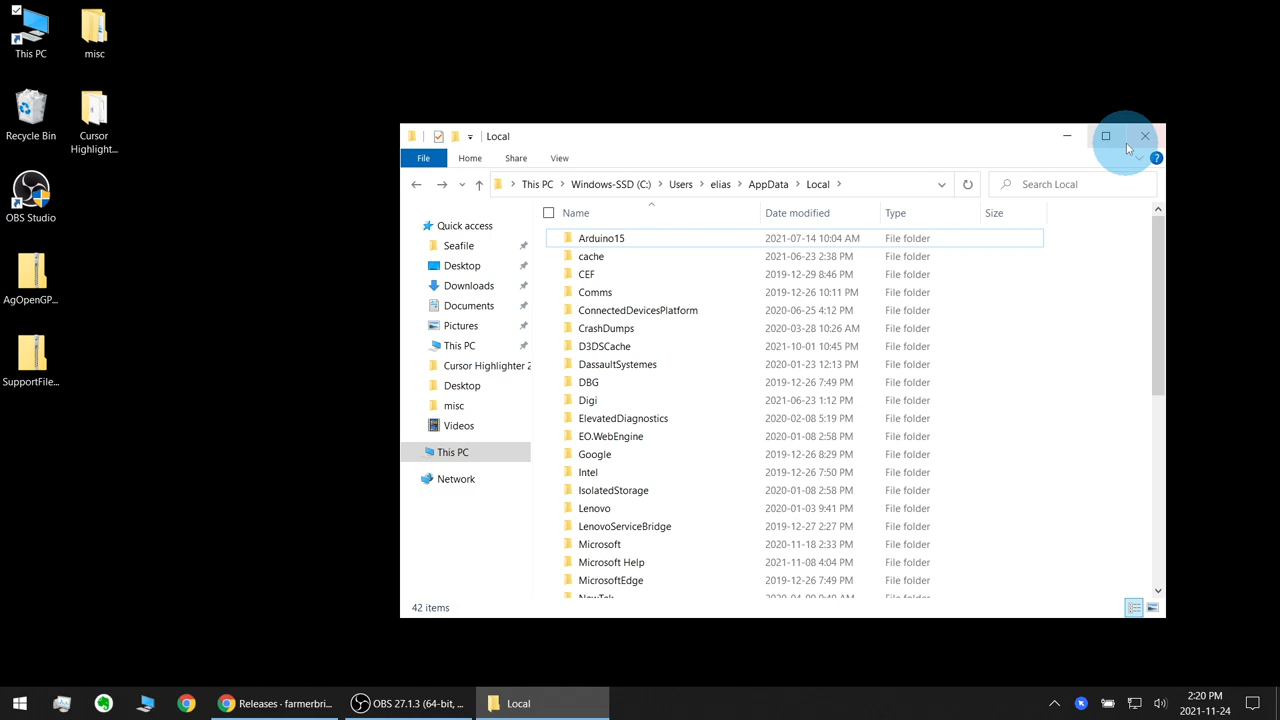 This PC
misc
Recycle Bin
Cursor
Highlight...
OBS Studio
AgOpenGP...
SupportFile...
Local
File
Home
Share
View
This PC
Windows-SSD (C:)
Users
elias
AppData
Local
Search Local
Quick access
Seafile
Desktop
Downloads
Documents
Pictures
This PC
Cursor Highlighter 2
Desktop
misc
Videos
This PC
Network
Name Date modified Type Size
Arduino15 2021-07-14 10:04 AM File folder
cache 2021-06-23 2:38 PM File folder
CEF 2019-12-29 8:46 PM File folder
Comms 2019-12-26 10:11 PM File folder
ConnectedDevicesPlatform 2020-06-25 4:12 PM File folder
CrashDumps 2020-03-28 10:26 AM File folder
D3DSCache 2021-10-01 10:45 PM File folder
DassaultSystemes 2020-01-23 12:13 PM File folder
DBG 2019-12-26 7:49 PM File folder
Digi 2021-06-23 1:12 PM File folder
ElevatedDiagnostics 2020-02-08 5:19 PM File folder
EO.WebEngine 2020-01-08 2:58 PM File folder
Google 2019-12-26 8:29 PM File folder
Intel 2019-12-26 7:50 PM File folder
IsolatedStorage 2020-01-08 2:58 PM File folder
Lenovo 2020-01-03 9:41 PM File folder
LenovoServiceBridge 2019-12-27 2:27 PM File folder
Microsoft 2020-11-18 2:33 PM File folder
Microsoft Help 2021-11-08 4:04 PM File folder
MicrosoftEdge 2019-12-26 7:49 PM File folder
42 items
Releases · farmerbri...
OBS 27.1.3 (64-bit, ...
Local
2:20 PM
2021-11-24